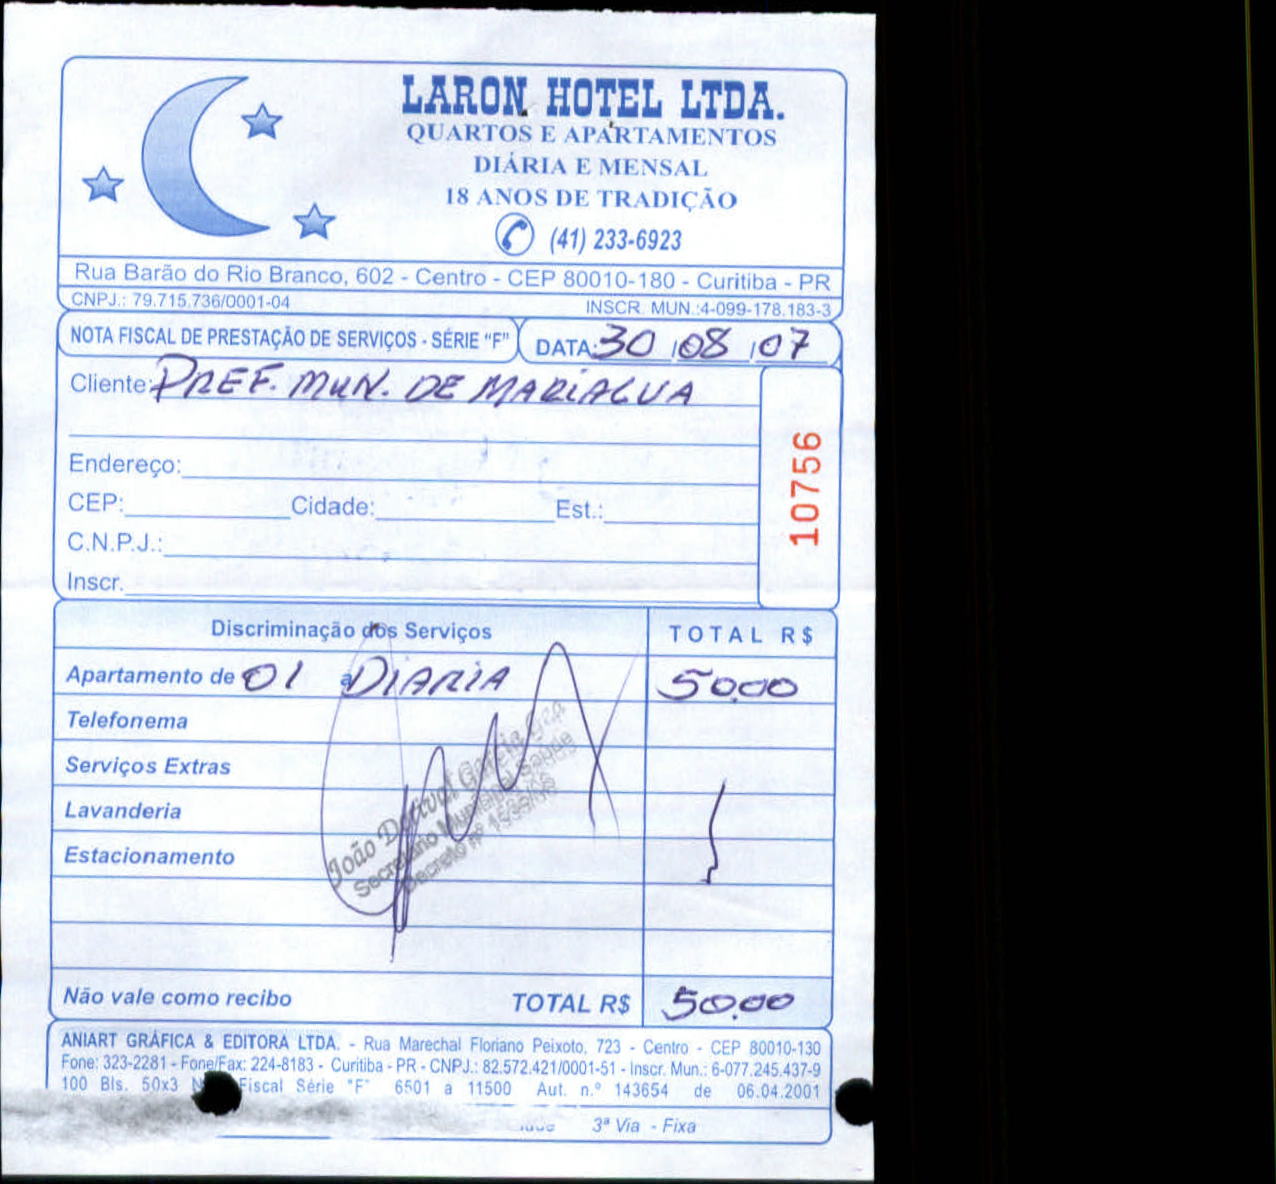 LARON HOTEL LTDA.
QUARTOS E APARTAMENTOS
DIÁRIA E MENSAL
18 ANOS DE TRADIÇÃO
(41) 233-6923
Rua Barão do Rio Branco, 602 - Centro - CEP 80010-180 - Curitiba - PR
CNPJ.: 79.715.736/0001-04 INSCR. MUN.:4-099-178.183-3
NOTA FISCAL DE PRESTAÇÃO DE SERVIÇOS - SÉRIE "F" DATA: 30 / 08 / 07
Cliente: PREF. MUN. DE MARIALVA
Endereço:
CEP: Cidade: Est.:
C.N.P.J.:
Inscr.
10756
Discriminação dos Serviços TOTAL R$
Apartamento de 01 a DIARIA 50,00
Telefonema
Serviços Extras
Lavanderia
Estacionamento
João Secretário Municipal Saúde
Decreto nº
Não vale como recibo TOTAL R$ 50,00
ANIART GRÁFICA & EDITORA LTDA. - Rua Marechal Floriano Peixoto, 723 - Centro - CEP 80010-130
Fone: 323-2281 - Fone/Fax: 224-8183 - Curitiba - PR - CNPJ.: 82.572.421/0001-51 - Inscr. Mun.: 6-077.245.437-9
100 Bls. 50x3 Fiscal Série "F" 6501 a 11500 Aut. n.º 143654 de 06.04.2001
3ª Via - Fixa